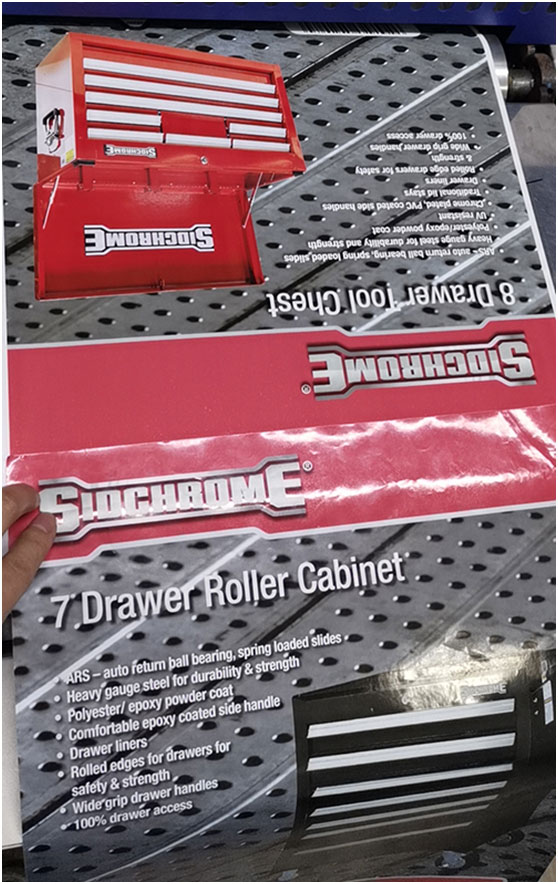 SIDCHROME
SIDCHROME
8 Drawer Tool Chest
• ARS – auto return ball bearing, spring loaded slides
• Heavy gauge steel for durability and strength
• Polyester/epoxy powder coat
• UV resistant
• Chrome, plated, PVC coated side handles
• Traditional lid stays
• Drawer liners
• Rolled edge drawers for safety
& strength
• Wide grip drawer handles
• 100% drawer access
SIDCHROME®
SIDCHROME®
7 Drawer Roller Cabinet
• ARS – auto return ball bearing, spring loaded slides
• Heavy gauge steel for durability & strength
• Polyester/ epoxy powder coat
• Comfortable epoxy coated side handle
• Drawer liners
• Rolled edges for drawers for
safety & strength
• Wide grip drawer handles
• 100% drawer access
SIDCHROME